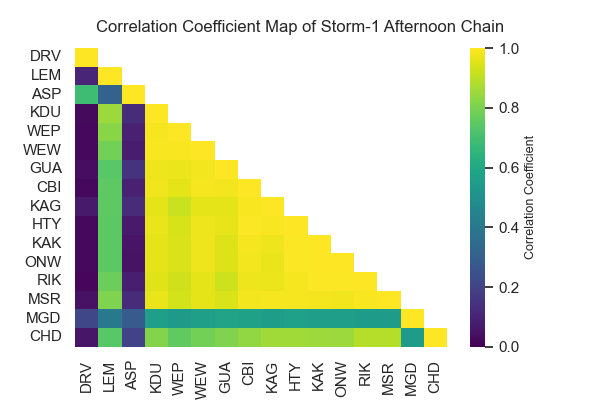 Correlation Coefficient Map of Storm-1 Afternoon Chain
DRV
LEM
ASP
KDU
WEP
WEW
GUA
CBI
KAG
HTY
KAK
ONW
RIK
MSR
MGD
CHD
DRV LEM ASP KDU WEP WEW GUA CBI KAG HTY KAK ONW RIK MSR MGD CHD
1.0
0.8
0.6
0.4
0.2
0.0
Correlation Coefficient